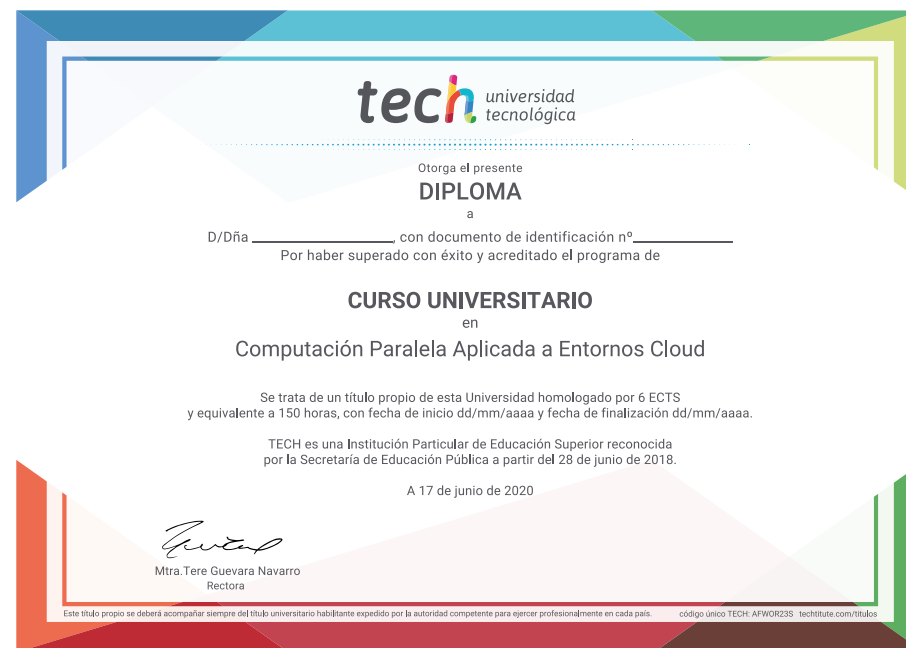 tech universidad
tecnológica
Otorga el presente
DIPLOMA
a
D/Dña ____________________, con documento de identificación nº______________
Por haber superado con éxito y acreditado el programa de
CURSO UNIVERSITARIO
en
Computación Paralela Aplicada a Entornos Cloud
Se trata de un título propio de esta Universidad homologado por 6 ECTS
y equivalente a 150 horas, con fecha de inicio dd/mm/aaaa y fecha de finalización dd/mm/aaaa.
TECH es una Institución Particular de Educación Superior reconocida
por la Secretaría de Educación Pública a partir del 28 de junio de 2018.
A 17 de junio de 2020
Mtra.Tere Guevara Navarro
Rectora
Este título propio se deberá acompañar siempre del título universitario habilitante expedido por la autoridad competente para ejercer profesionalmente en cada país. código único TECH: AFWOR23S techtitute.com/titulos